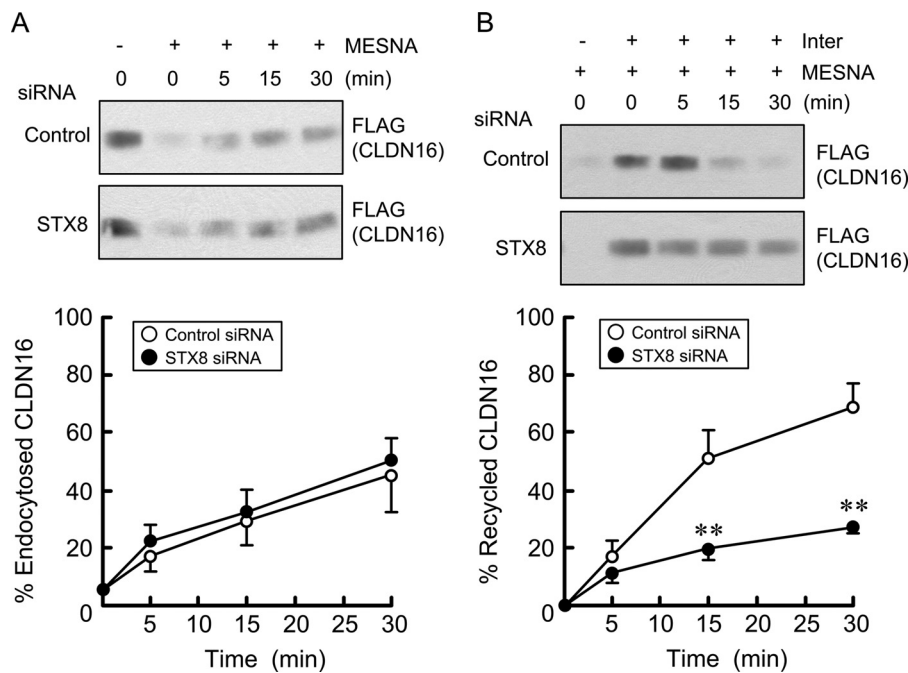 A
- + + + + MESNA
0 0 5 15 30 (min)
siRNA
Control
FLAG
(CLDN16)
STX8
FLAG
(CLDN16)
100
80
60
40
20
0
% Endocytosed CLDN16
Control siRNA
STX8 siRNA
5 10 15 20 25 30
Time (min)
B
- + + + + Inter
+ + + + + MESNA
0 0 5 15 30 (min)
siRNA
Control
FLAG
(CLDN16)
STX8
FLAG
(CLDN16)
100
80
60
40
20
0
% Recycled CLDN16
Control siRNA
STX8 siRNA
** **
5 10 15 20 25 30
Time (min)